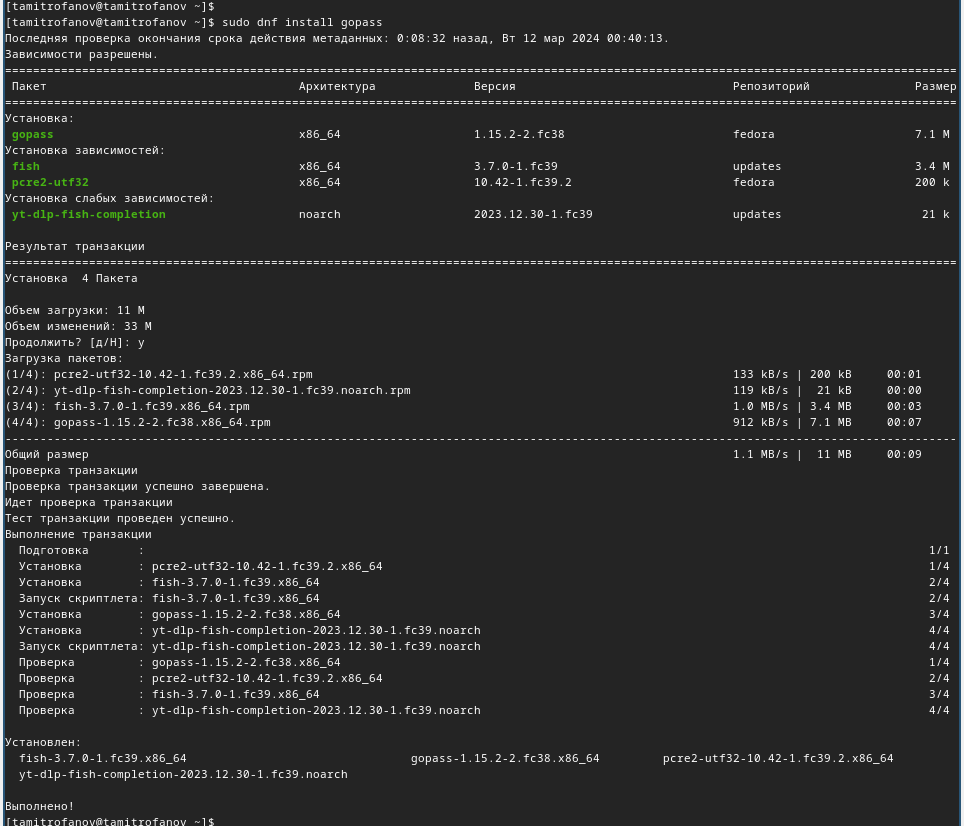 [tamitrofanov@tamitrofanov ~]$
[tamitrofanov@tamitrofanov ~]$ sudo dnf install gopass
Последняя проверка окончания срока действия метаданных: 0:08:32 назад, Вт 12 мар 2024 00:40:13.
Зависимости разрешены.
================================================================================
Пакет Архитектура Версия Репозиторий Размер
================================================================================
Установка:
gopass x86_64 1.15.2-2.fc38 fedora 7.1 M
Установка зависимостей:
fish x86_64 3.7.0-1.fc39 updates 3.4 M
pcre2-utf32 x86_64 10.42-1.fc39.2 fedora 200 k
Установка слабых зависимостей:
yt-dlp-fish-completion noarch 2023.12.30-1.fc39 updates 21 k
Результат транзакции
================================================================================
Установка 4 Пакета
Объем загрузки: 11 M
Объем изменений: 33 M
Продолжить? [д/Н]: y
Загрузка пакетов:
(1/4): pcre2-utf32-10.42-1.fc39.2.x86_64.rpm 133 kB/s | 200 kB 00:01
(2/4): yt-dlp-fish-completion-2023.12.30-1.fc39.noarch.rpm 119 kB/s | 21 kB 00:00
(3/4): fish-3.7.0-1.fc39.x86_64.rpm 1.0 MB/s | 3.4 MB 00:03
(4/4): gopass-1.15.2-2.fc38.x86_64.rpm 912 kB/s | 7.1 MB 00:07
--------------------------------------------------------------------------------
Общий размер 1.1 MB/s | 11 MB 00:09
Проверка транзакции
Проверка транзакции успешно завершена.
Идет проверка транзакции
Тест транзакции проведен успешно.
Выполнение транзакции
Подготовка : 1/1
Установка : pcre2-utf32-10.42-1.fc39.2.x86_64 1/4
Установка : fish-3.7.0-1.fc39.x86_64 2/4
Запуск скриптлета: fish-3.7.0-1.fc39.x86_64 2/4
Установка : gopass-1.15.2-2.fc38.x86_64 3/4
Установка : yt-dlp-fish-completion-2023.12.30-1.fc39.noarch 4/4
Запуск скриптлета: yt-dlp-fish-completion-2023.12.30-1.fc39.noarch 4/4
Проверка : gopass-1.15.2-2.fc38.x86_64 1/4
Проверка : pcre2-utf32-10.42-1.fc39.2.x86_64 2/4
Проверка : fish-3.7.0-1.fc39.x86_64 3/4
Проверка : yt-dlp-fish-completion-2023.12.30-1.fc39.noarch 4/4
Установлен:
fish-3.7.0-1.fc39.x86_64 gopass-1.15.2-2.fc38.x86_64 pcre2-utf32-10.42-1.fc39.2.x86_64
yt-dlp-fish-completion-2023.12.30-1.fc39.noarch
Выполнено!
[tamitrofanov@tamitrofanov ~]$